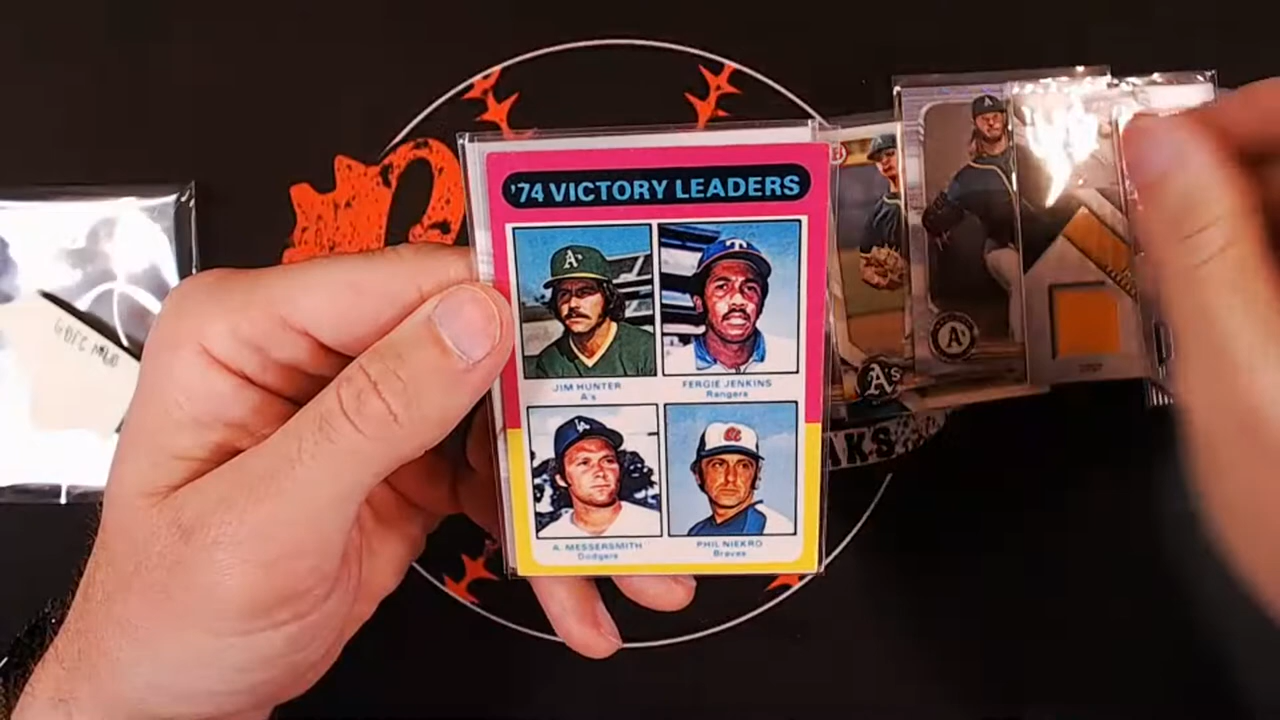 '74 VICTORY LEADERS
JIM HUNTER
A's
FERGIE JENKINS
Rangers
A. MESSERSMITH
Dodgers
PHIL NIEKRO
Braves
A's
A's